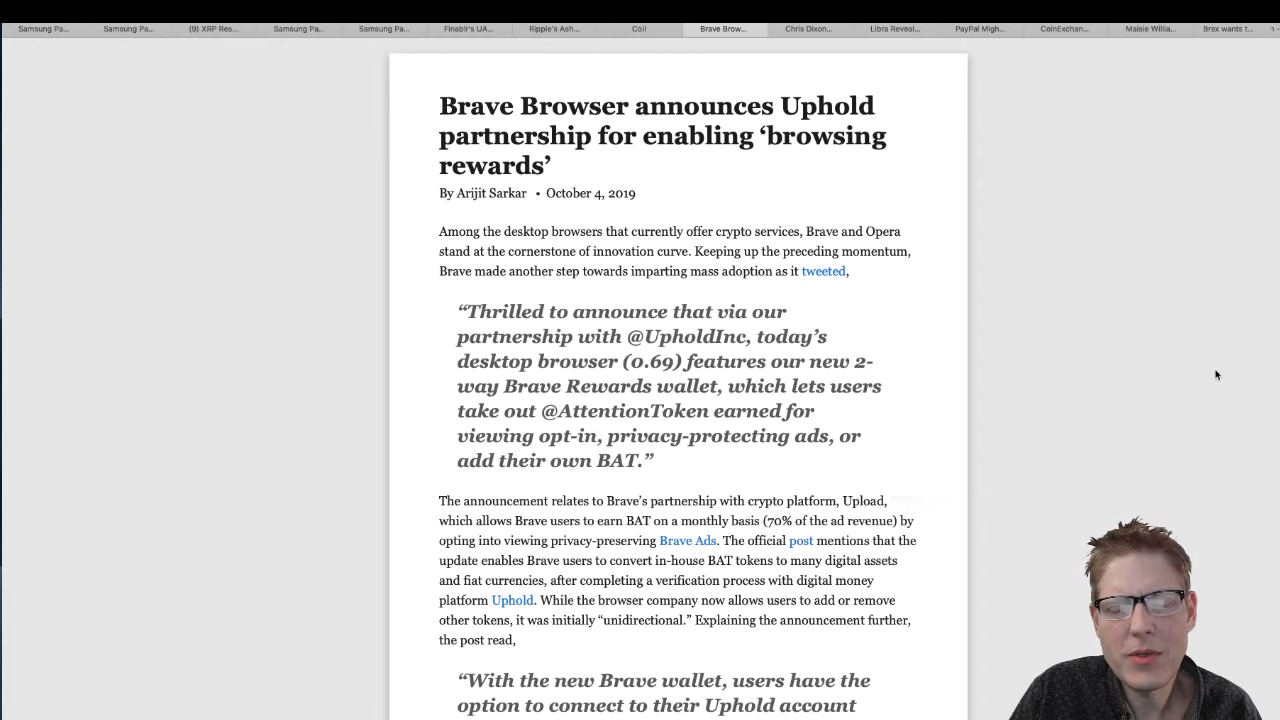 Samsung Pa... Samsung Pa... (9) XRP Res... Samsung Pa... Samsung Pa... Finablr's UA... Ripple's Ash... Coil Brave Brow... Chris Dixon... Libra Reveal... PayPal Migh... CoinExchan... Maisie Willia... Brex wants t...
Brave Browser announces Uphold
partnership for enabling ‘browsing
rewards’
By Arijit Sarkar • October 4, 2019
Among the desktop browsers that currently offer crypto services, Brave and Opera
stand at the cornerstone of innovation curve. Keeping up the preceding momentum,
Brave made another step towards imparting mass adoption as it tweeted,
“Thrilled to announce that via our
partnership with @UpholdInc, today’s
desktop browser (0.69) features our new 2-
way Brave Rewards wallet, which lets users
take out @AttentionToken earned for
viewing opt-in, privacy-protecting ads, or
add their own BAT.”
The announcement relates to Brave’s partnership with crypto platform, Upload,
which allows Brave users to earn BAT on a monthly basis (70% of the ad revenue) by
opting into viewing privacy-preserving Brave Ads. The official post mentions that the
update enables Brave users to convert in-house BAT tokens to many digital assets
and fiat currencies, after completing a verification process with digital money
platform Uphold. While the browser company now allows users to add or remove
other tokens, it was initially “unidirectional.” Explaining the announcement further,
the post read,
“With the new Brave wallet, users have the
option to connect to their Uphold account